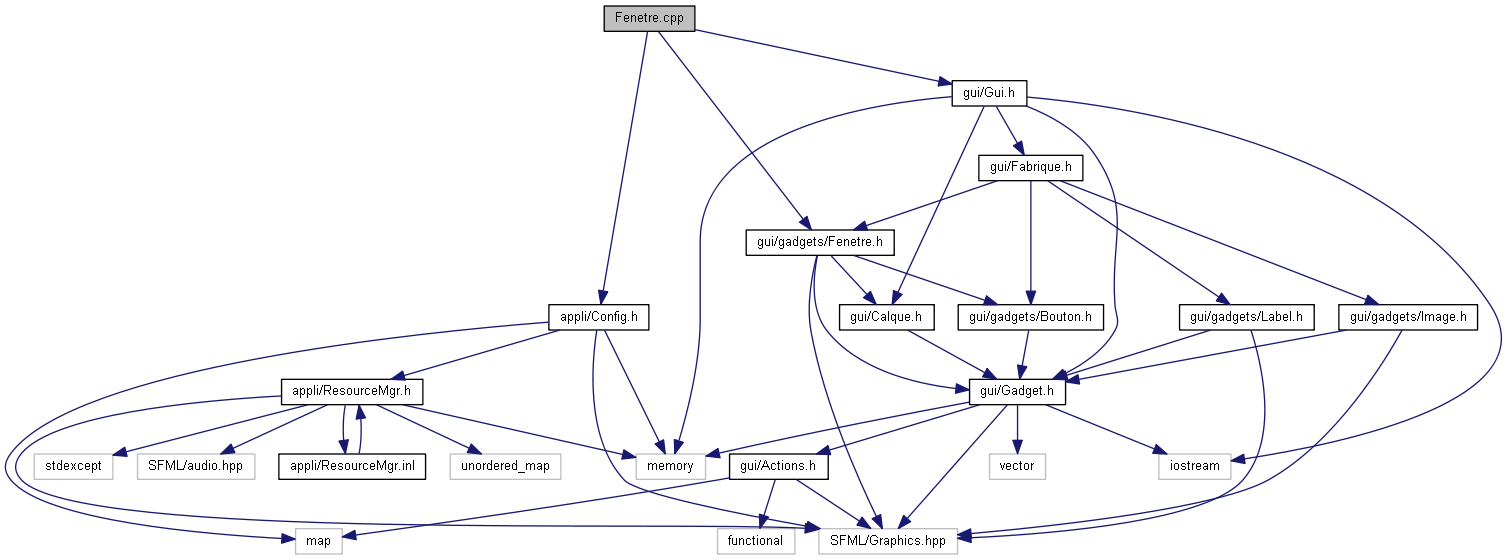 Fenetre.cpp
gui/Gui.h
gui/Fabrique.h
gui/gadgets/Fenetre.h
appli/Config.h
gui/Calque.h
gui/gadgets/Bouton.h
gui/gadgets/Label.h
gui/gadgets/Image.h
appli/ResourceMgr.h
gui/Gadget.h
stdexcept
SFML/audio.hpp
appli/ResourceMgr.inl
unordered_map
memory
gui/Actions.h
vector
iostream
map
functional
SFML/Graphics.hpp